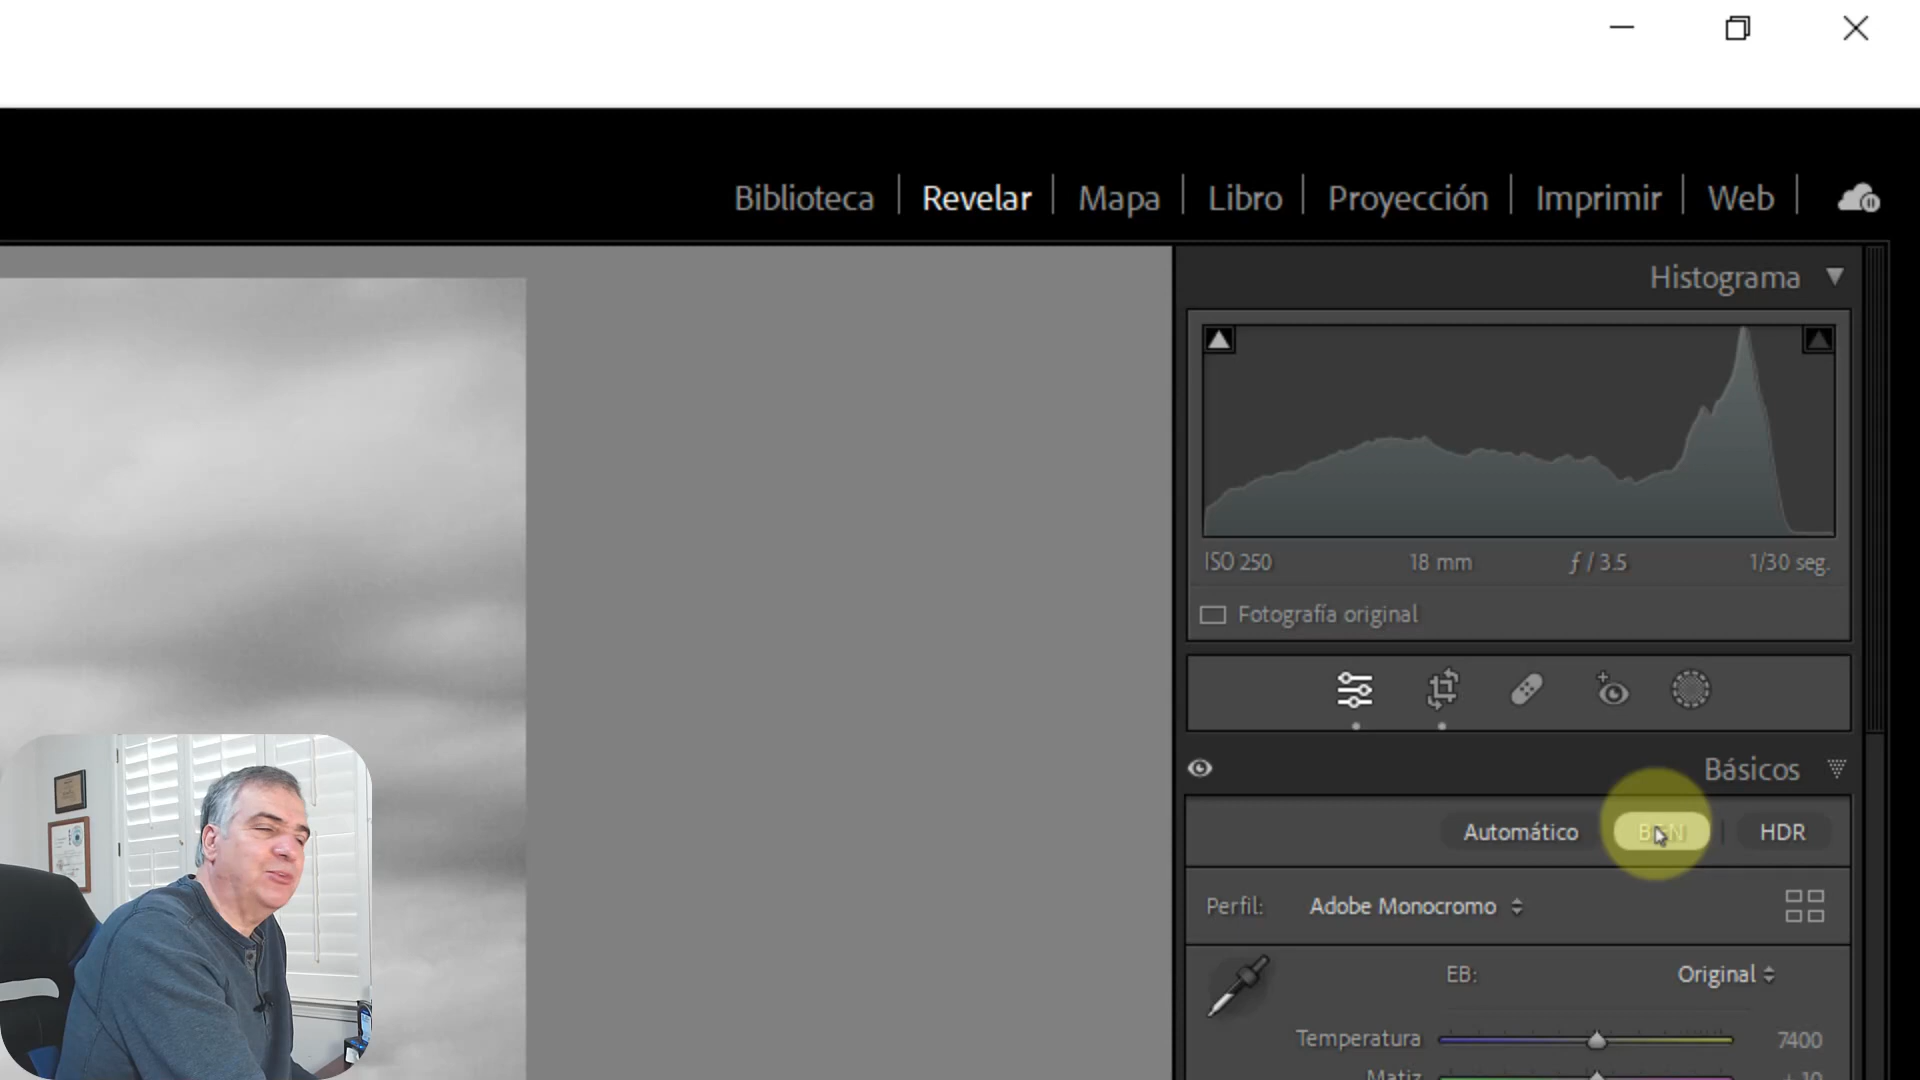 Biblioteca | Revelar | Mapa | Libro | Proyección | Imprimir | Web |
Histograma
ISO 250 18 mm ƒ / 3.5 1/30 seg.
Fotografía original
Básicos
Automático HDR
Perfil: Adobe Monocromo
EB: Original
Temperatura 7400
Matiz